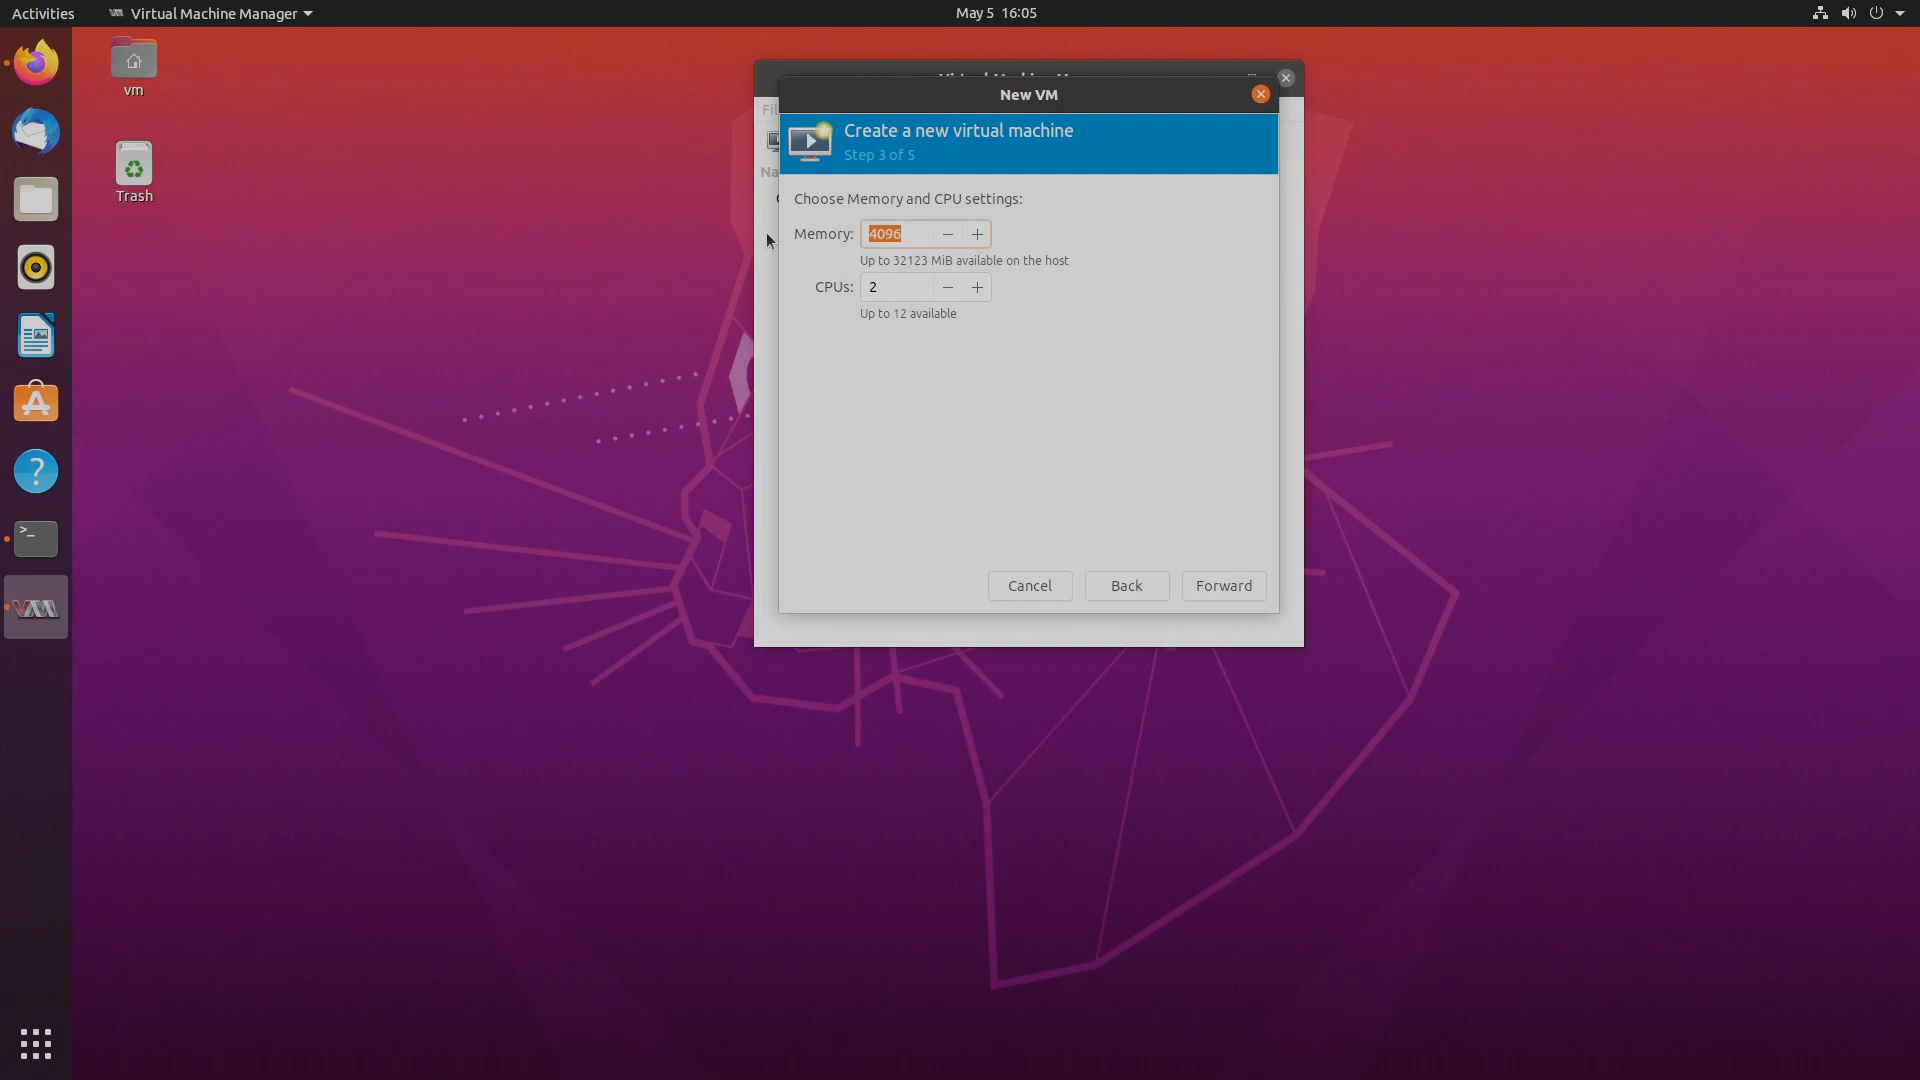 Activities
Virtual Machine Manager
May 5 16:05
vm
Trash
New VM
Create a new virtual machine
Step 3 of 5
Choose Memory and CPU settings:
Memory: 4096 − +
Up to 32123 MiB available on the host
CPUs: 2 − +
Up to 12 available
Cancel
Back
Forward